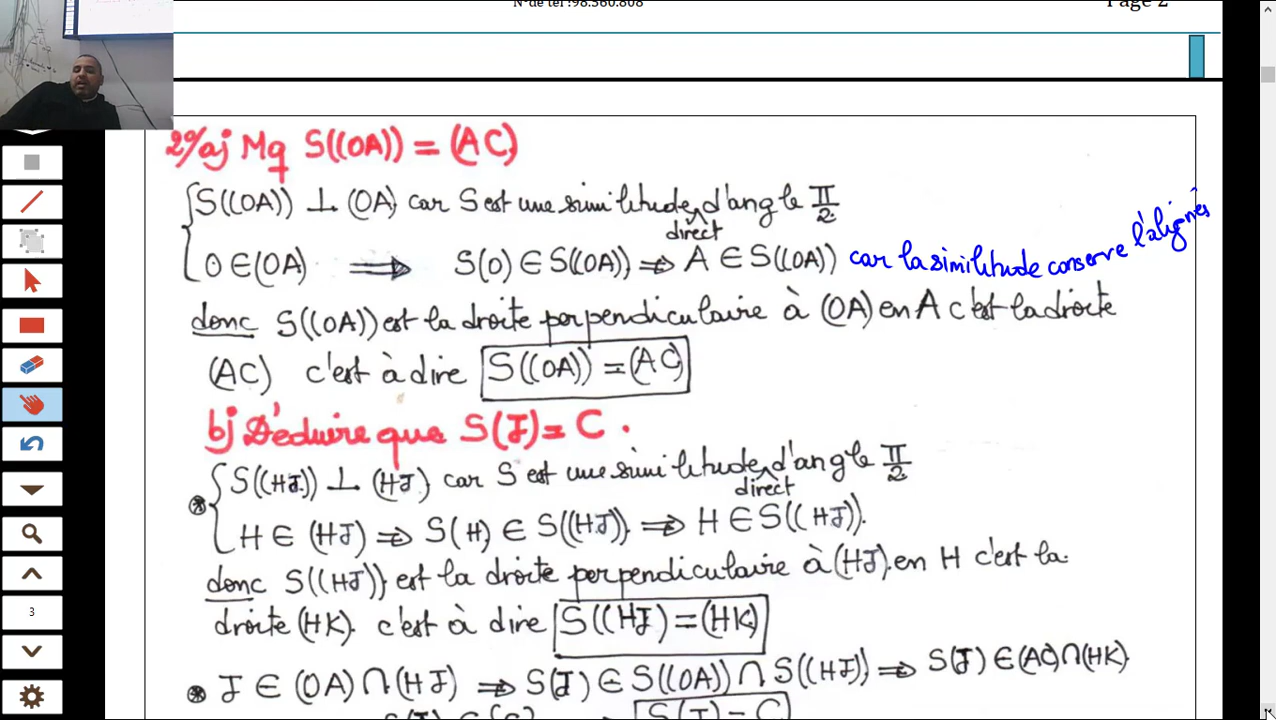 N°de tel :98.360.808
Page 2
2°/a) Mq S((OA)) = (AC)
S((OA)) ⊥ (OA) car S est une similitude direct d'angle π/2
O ∈ (OA) ⟹ S(O) ∈ S((OA)) ⟹ A ∈ S((OA)) car la similitude conserve l'alignés
donc S((OA)) est la droite perpendiculaire à (OA) en A c'est la droite
(AC) c'est à dire S((OA)) = (AC)
b) Déduire que S(J) = C .
S((HJ)) ⊥ (HJ) car S est une similitude direct d'angle π/2
H ∈ (HJ) ⟹ S(H) ∈ S((HJ)) ⟹ H ∈ S((HJ)).
donc S((HJ)) est la droite perpendiculaire à (HJ) en H c'est la
droite (HK) c'est à dire S((HJ) = (HK)
J ∈ (OA) ∩ (HJ) ⟹ S(J) ∈ S((OA)) ∩ S((HJ)) ⟹ S(J) ∈ (AC) ∩ (HK)
S(J) = C
3